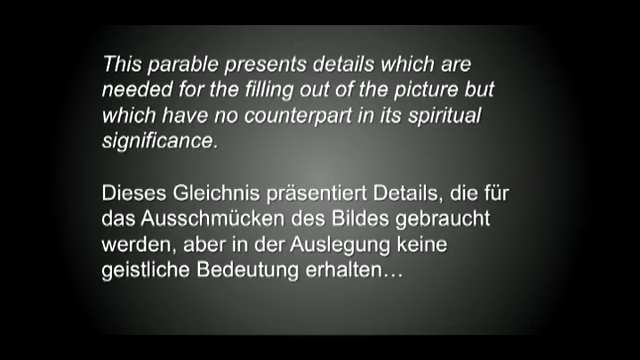 This parable presents details which are
needed for the filling out of the picture but
which have no counterpart in its spiritual
significance.
Dieses Gleichnis präsentiert Details, die für
das Ausschmücken des Bildes gebraucht
werden, aber in der Auslegung keine
geistliche Bedeutung erhalten…